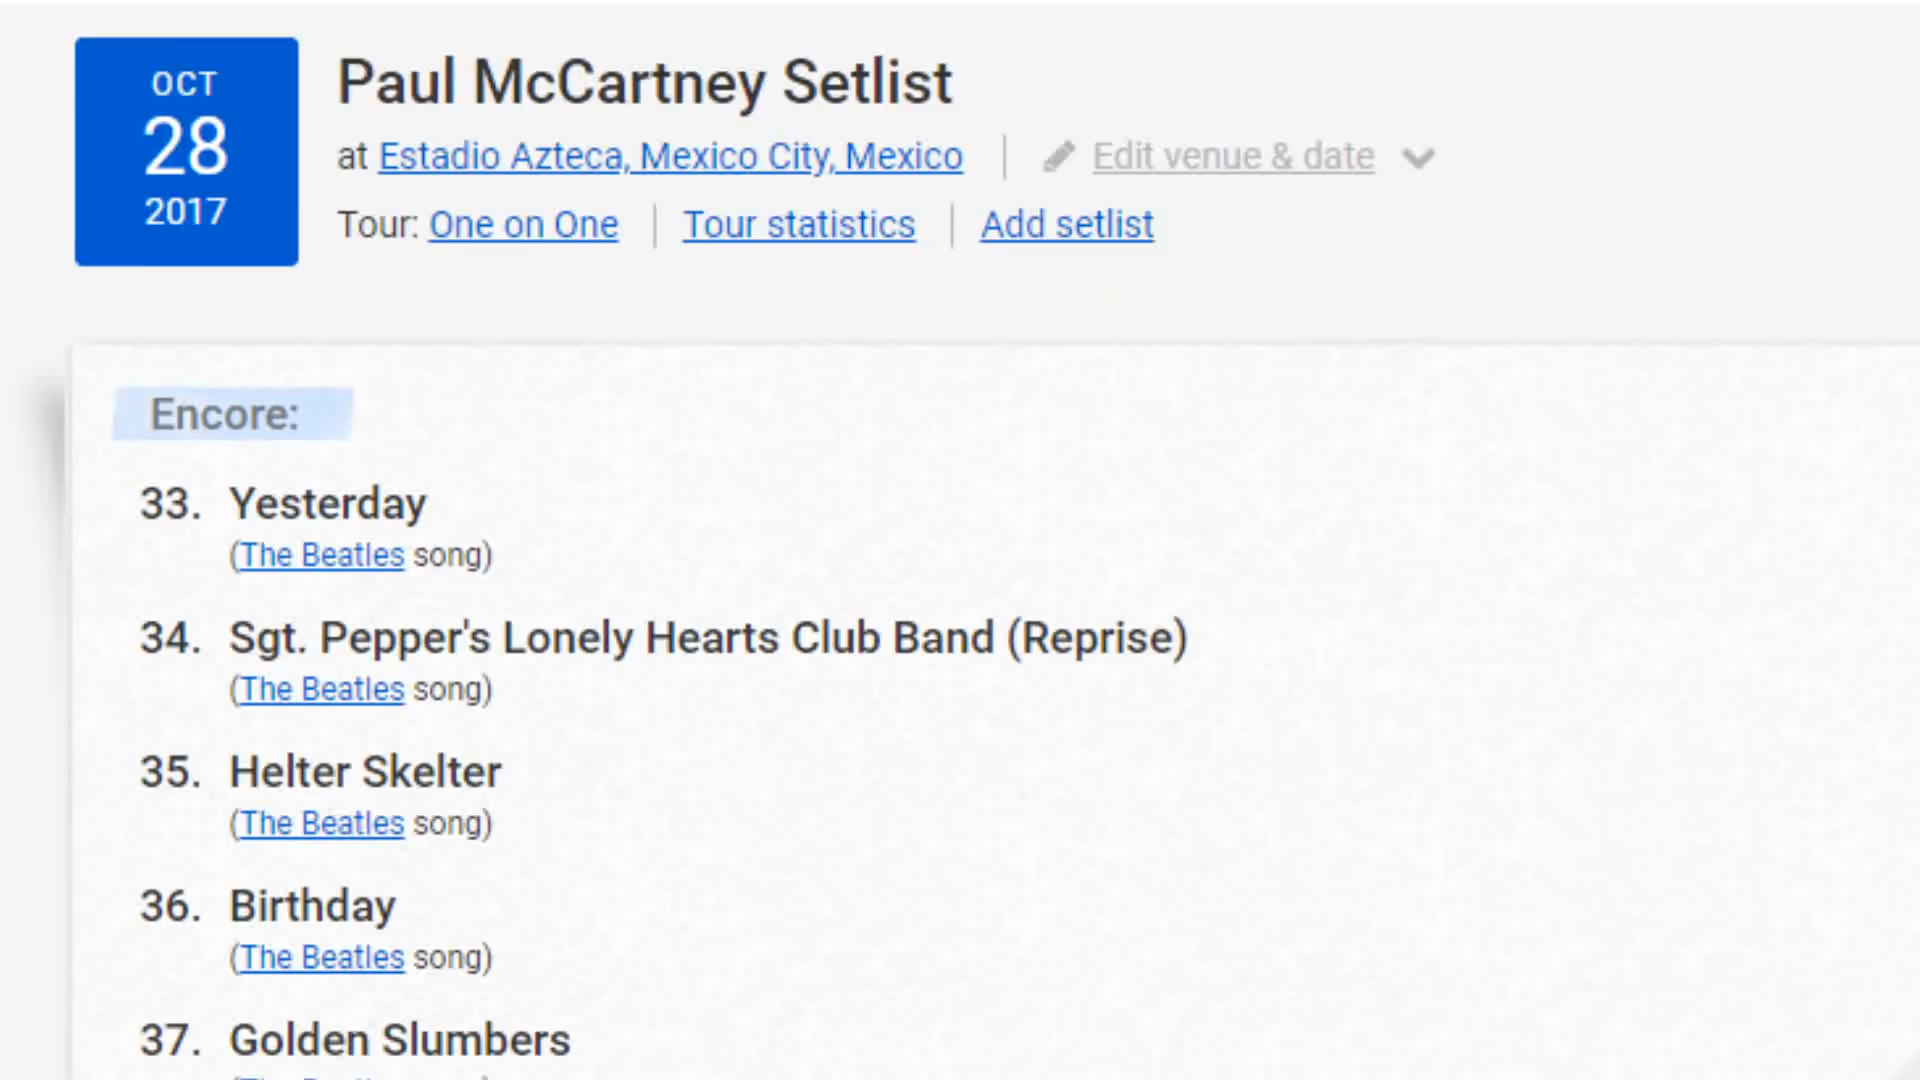 OCT
28
2017
Paul McCartney Setlist
at Estadio Azteca, Mexico City, Mexico | Edit venue & date
Tour: One on One | Tour statistics | Add setlist
Encore:
33. Yesterday
(The Beatles song)
34. Sgt. Pepper's Lonely Hearts Club Band (Reprise)
(The Beatles song)
35. Helter Skelter
(The Beatles song)
36. Birthday
(The Beatles song)
37. Golden Slumbers